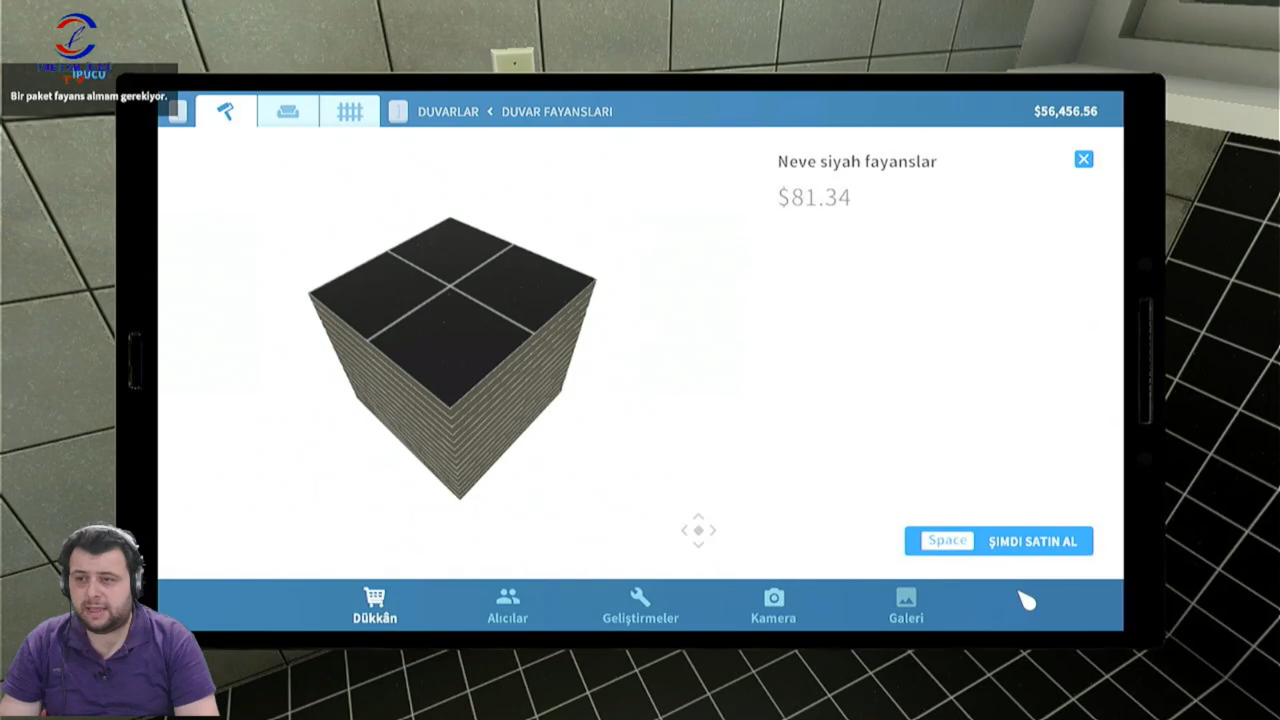 İPUCU
Bir paket fayans almam gerekiyor.
DUVARLAR < DUVAR FAYANSLARI
$56,456.56
Neve siyah fayanslar
$81.34
Space ŞIMDI SATIN AL
Dükkân
Alıcılar
Geliştirmeler
Kamera
Galeri